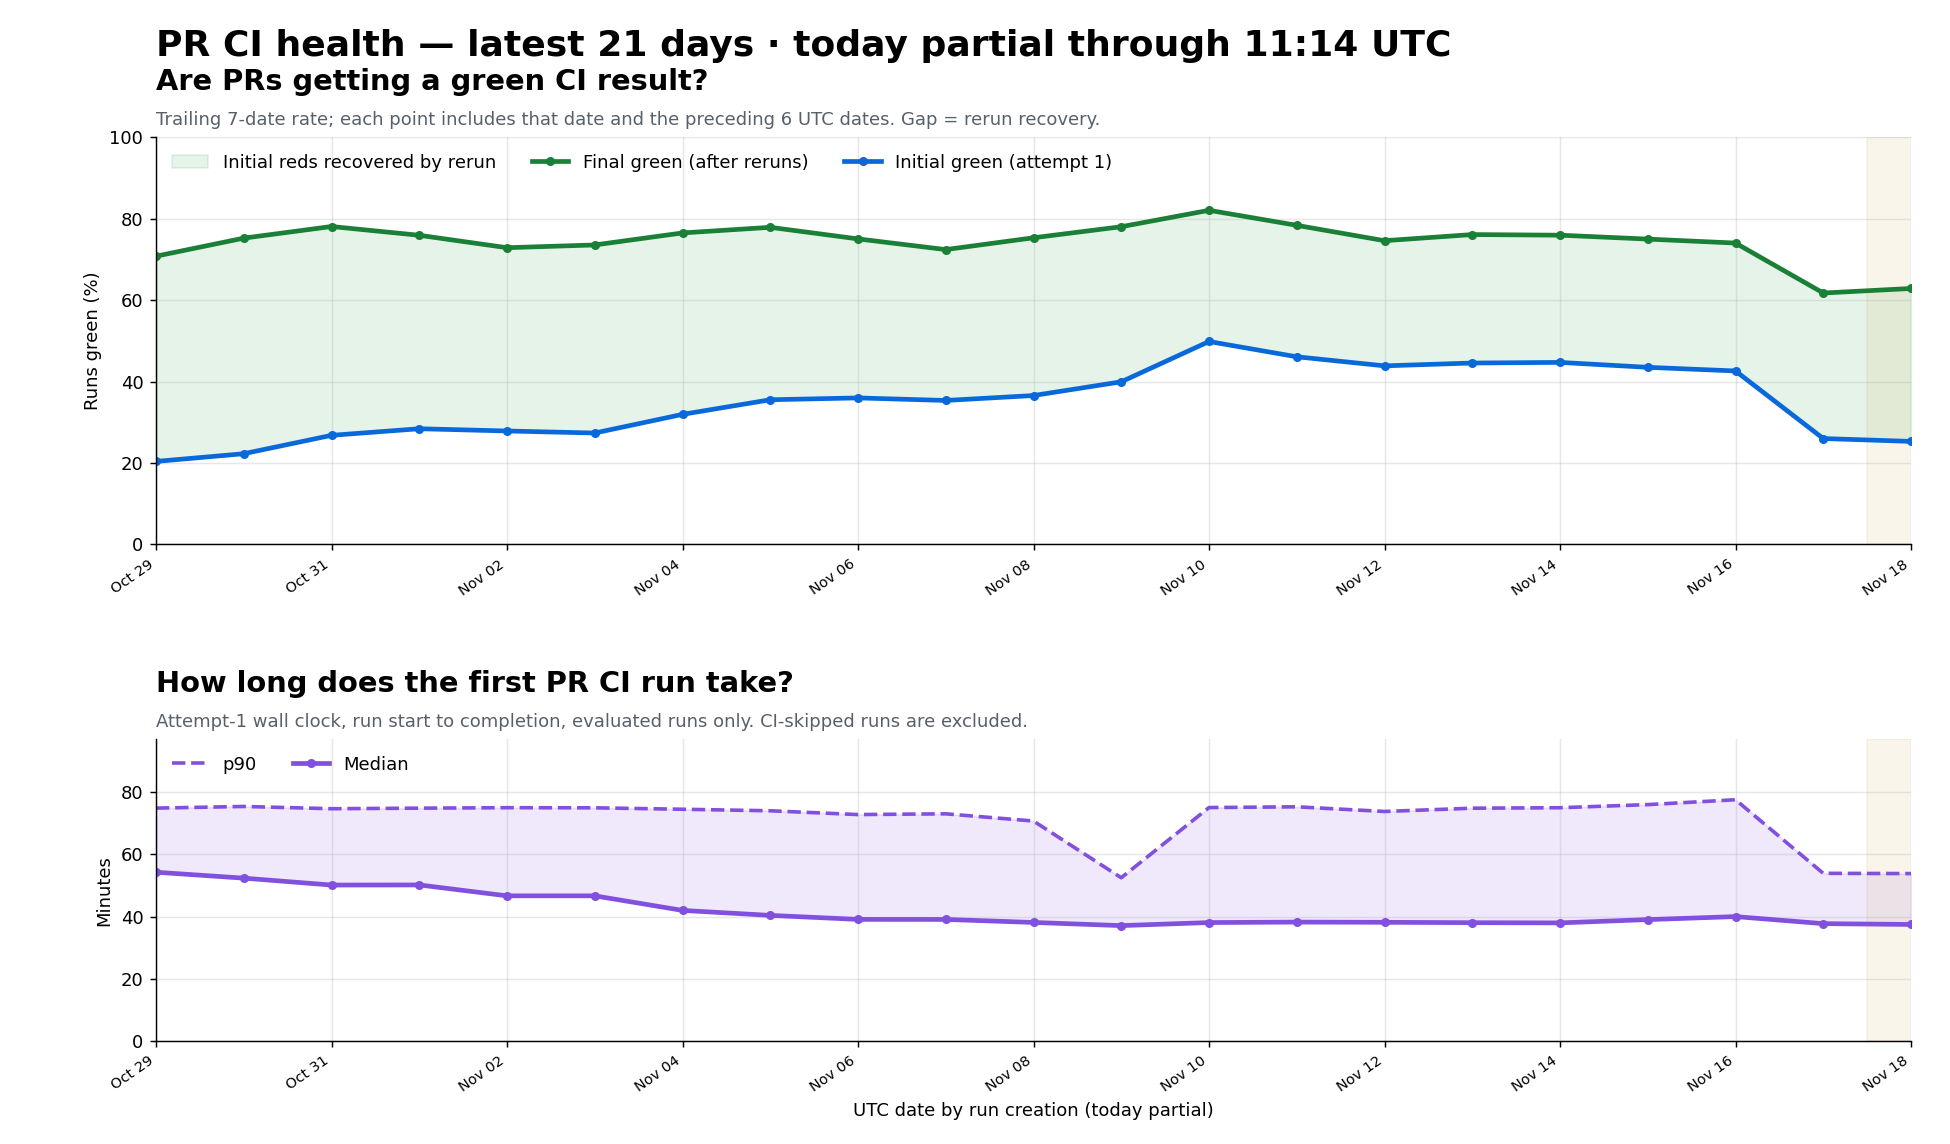 PR CI health — latest 21 days · today partial through 11:14 UTC
Are PRs getting a green CI result?
Trailing 7-date rate; each point includes that date and the preceding 6 UTC dates. Gap = rerun recovery.
Initial reds recovered by rerun
Final green (after reruns)
Initial green (attempt 1)
Runs green (%)
100
80
60
40
20
0
Oct 29
Oct 31
Nov 02
Nov 04
Nov 06
Nov 08
Nov 10
Nov 12
Nov 14
Nov 16
Nov 18
How long does the first PR CI run take?
Attempt-1 wall clock, run start to completion, evaluated runs only. CI-skipped runs are excluded.
p90
Median
Minutes
80
60
40
20
0
Oct 29
Oct 31
Nov 02
Nov 04
Nov 06
Nov 08
Nov 10
Nov 12
Nov 14
Nov 16
Nov 18
UTC date by run creation (today partial)